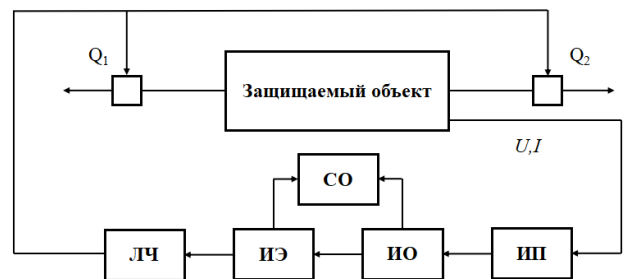 Q1 Q2
Защищаемый объект
U,I
СО
ЛЧ ИЭ ИО ИП